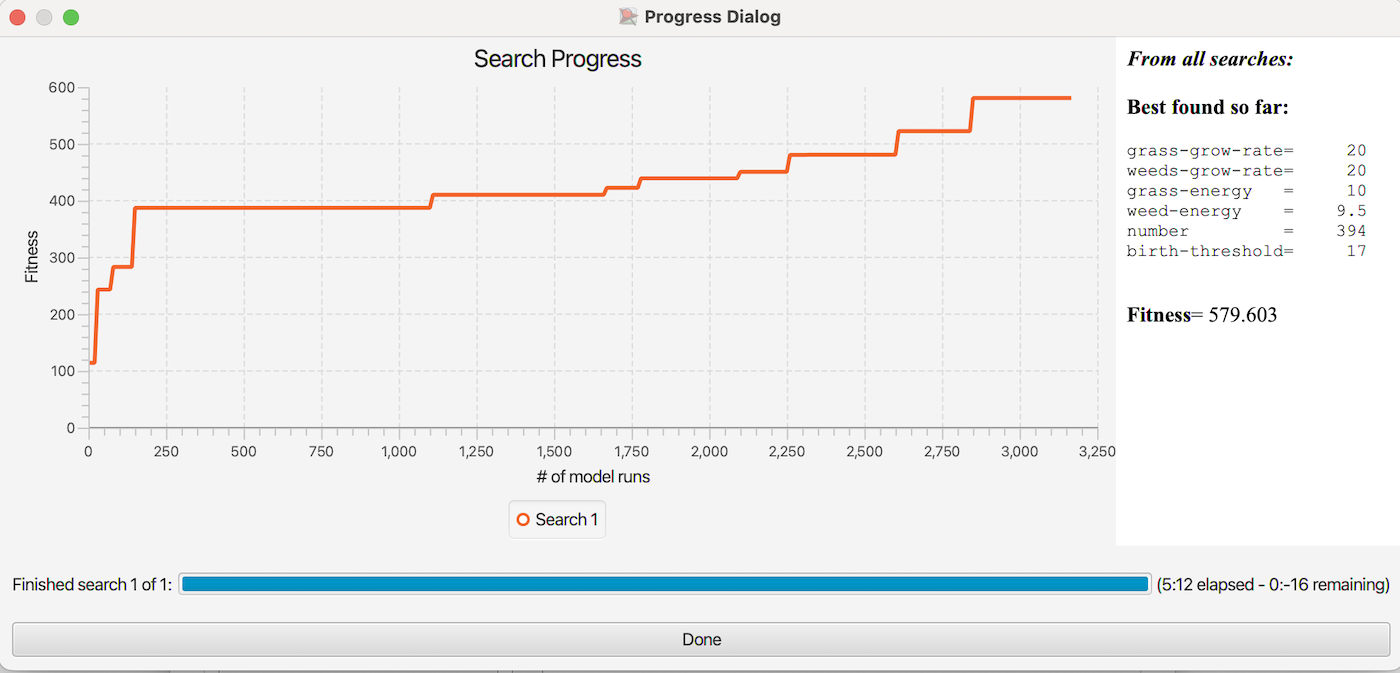 Progress Dialog
Search Progress
600
500
400
300
200
100
0
Fitness
0 250 500 750 1,000 1,250 1,500 1,750 2,000 2,250 2,500 2,750 3,000 3,250
# of model runs
Search 1
From all searches:
Best found so far:
grass-grow-rate= 20
weeds-grow-rate= 20
grass-energy = 10
weed-energy = 9.5
number = 394
birth-threshold= 17
Fitness= 579.603
Finished search 1 of 1: (5:12 elapsed - 0:-16 remaining)
Done